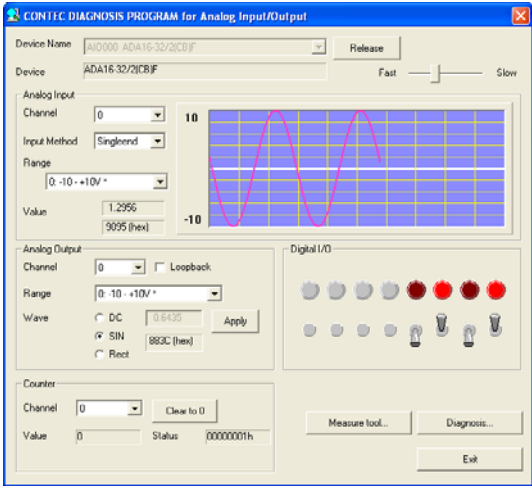 CONTEC DIAGNOSIS PROGRAM for Analog Input/Output
Device Name AIO000 ADA16-32/2(CB)F Release
Device ADA16-32/2(CB)F Fast Slow
Analog Input
Channel 0
Input Method Singleend
Range
0: -10 - +10V *
Value 1.2956
9095 (hex)
10
-10
Analog Output
Channel 0 Loopback
Range 0: -10 - +10V *
Wave DC 0.6435 Apply
SIN 883C (hex)
Rect
Digital I/O
Counter
Channel 0 Clear to 0
Value 0 Status 00000001h
Measure tool... Diagnosis...
Exit